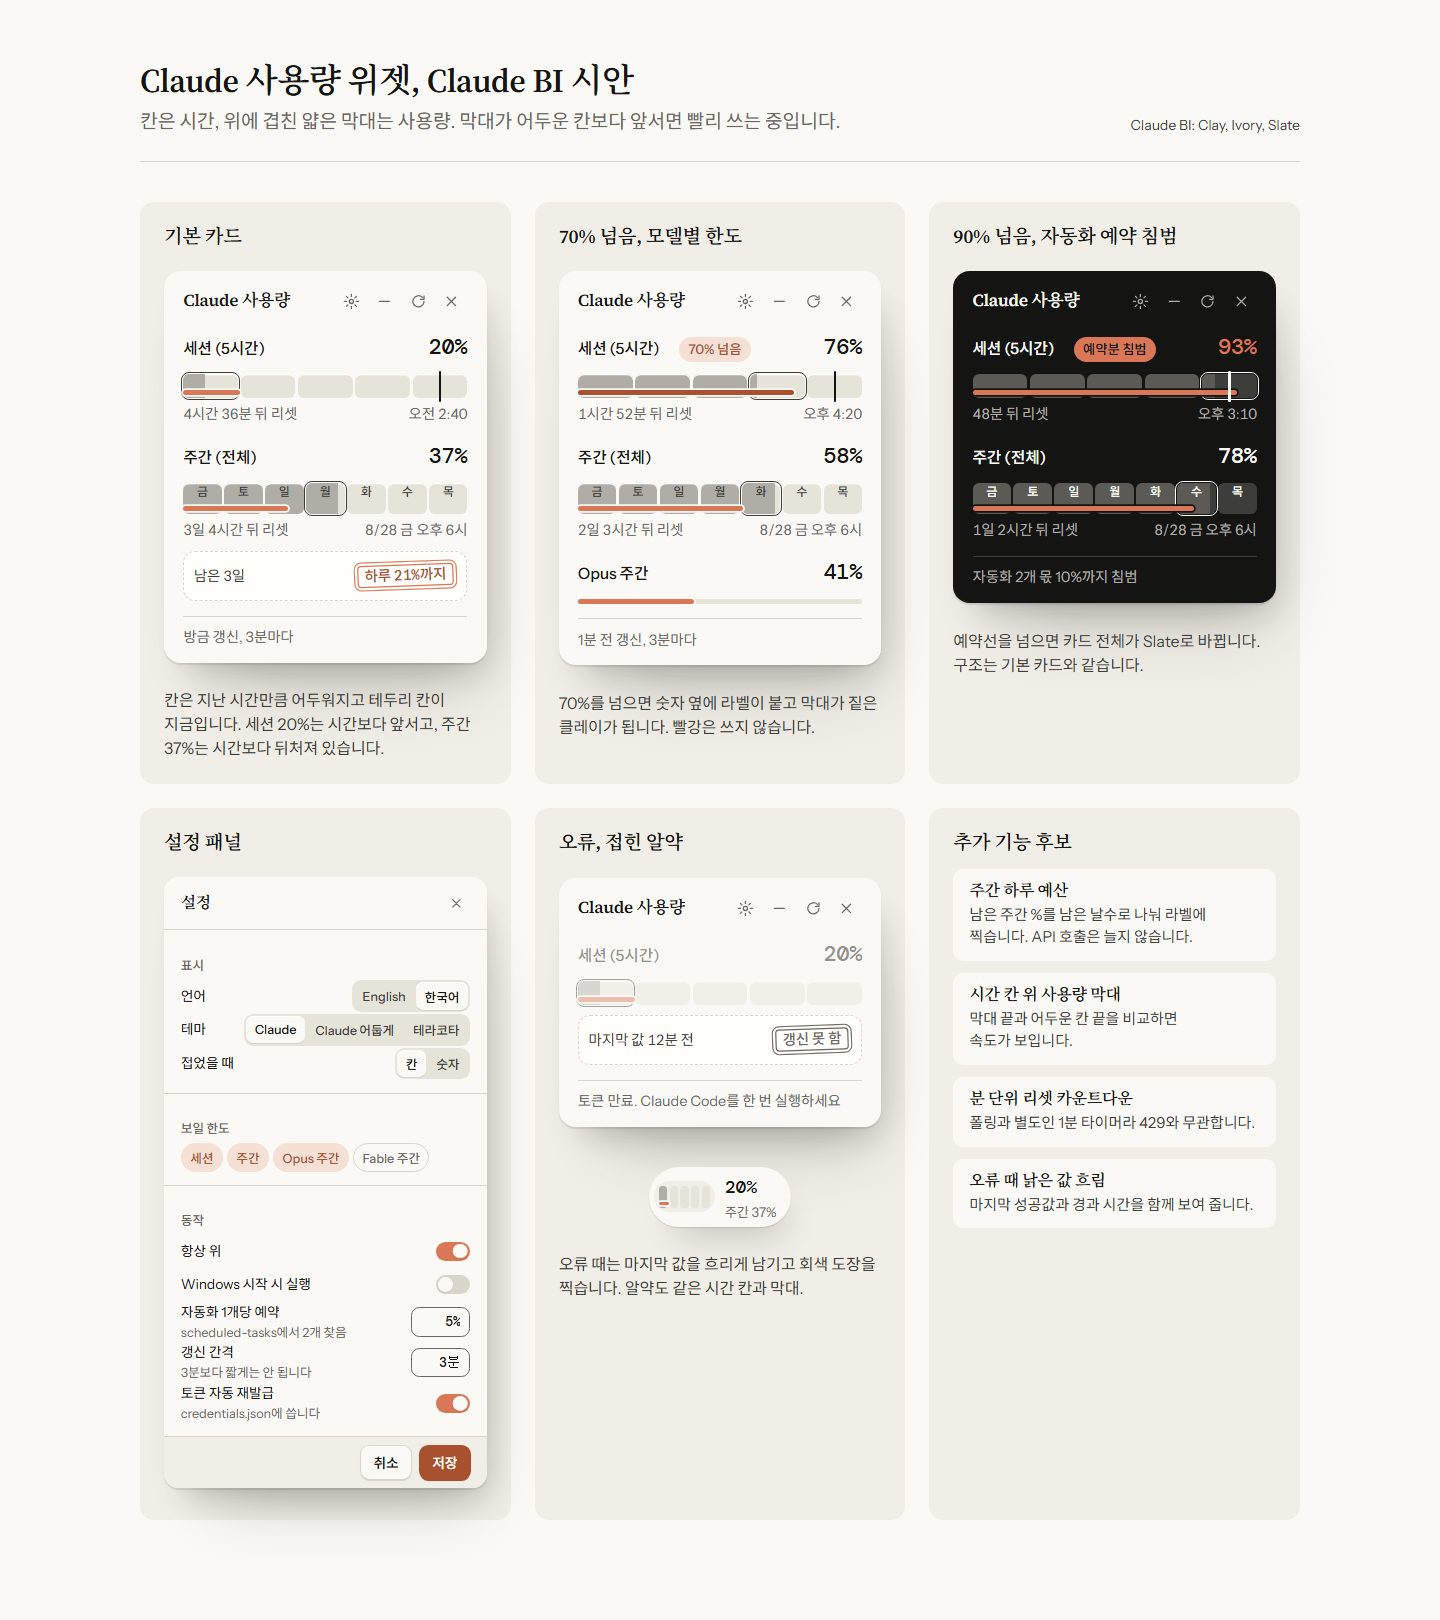 Claude 사용량 위젯, Claude BI 시안
칸은 시간, 위에 겹친 얇은 막대는 사용량. 막대가 어두운 칸보다 앞서면 빨리 쓰는 중입니다.
Claude BI: Clay, Ivory, Slate
기본 카드
Claude 사용량
세션 (5시간)
20%
4시간 36분 뒤 리셋
오전 2:40
주간 (전체)
37%
금 토 일 월 화 수 목
3일 4시간 뒤 리셋
8/28 금 오후 6시
남은 3일
하루 21%까지
방금 갱신, 3분마다
칸은 지난 시간만큼 어두워지고 테두리 칸이
지금입니다. 세션 20%는 시간보다 앞서고, 주간
37%는 시간보다 뒤처져 있습니다.
70% 넘음, 모델별 한도
Claude 사용량
세션 (5시간)
70% 넘음
76%
1시간 52분 뒤 리셋
오후 4:20
주간 (전체)
58%
금 토 일 월 화 수 목
2일 3시간 뒤 리셋
8/28 금 오후 6시
Opus 주간
41%
1분 전 갱신, 3분마다
70%를 넘으면 숫자 옆에 라벨이 붙고 막대가 짙은
클레이가 됩니다. 빨강은 쓰지 않습니다.
90% 넘음, 자동화 예약 침범
Claude 사용량
세션 (5시간)
예약분 침범
93%
48분 뒤 리셋
오후 3:10
주간 (전체)
78%
금 토 일 월 화 수 목
1일 2시간 뒤 리셋
8/28 금 오후 6시
자동화 2개 몫 10%까지 침범
예약선을 넘으면 카드 전체가 Slate로 바뀝니다.
구조는 기본 카드와 같습니다.
설정 패널
설정
표시
언어
English
한국어
테마
Claude
Claude 어둡게
테라코타
접었을 때
칸
숫자
보일 한도
세션
주간
Opus 주간
Fable 주간
동작
항상 위
Windows 시작 시 실행
자동화 1개당 예약
5%
scheduled-tasks에서 2개 찾음
갱신 간격
3분
3분보다 짧게는 안 됩니다
토큰 자동 재발급
credentials.json에 씁니다
취소
저장
오류, 접힌 알약
Claude 사용량
세션 (5시간)
20%
마지막 값 12분 전
갱신 못 함
토큰 만료. Claude Code를 한 번 실행하세요
20%
주간 37%
오류 때는 마지막 값을 흐리게 남기고 회색 도장을
찍습니다. 알약도 같은 시간 칸과 막대.
추가 기능 후보
주간 하루 예산
남은 주간 %를 남은 날수로 나눠 라벨에
찍습니다. API 호출은 늘지 않습니다.
시간 칸 위 사용량 막대
막대 끝과 어두운 칸 끝을 비교하면
속도가 보입니다.
분 단위 리셋 카운트다운
폴링과 별도인 1분 타이머라 429와 무관합니다.
오류 때 낡은 값 흐림
마지막 성공값과 경과 시간을 함께 보여 줍니다.